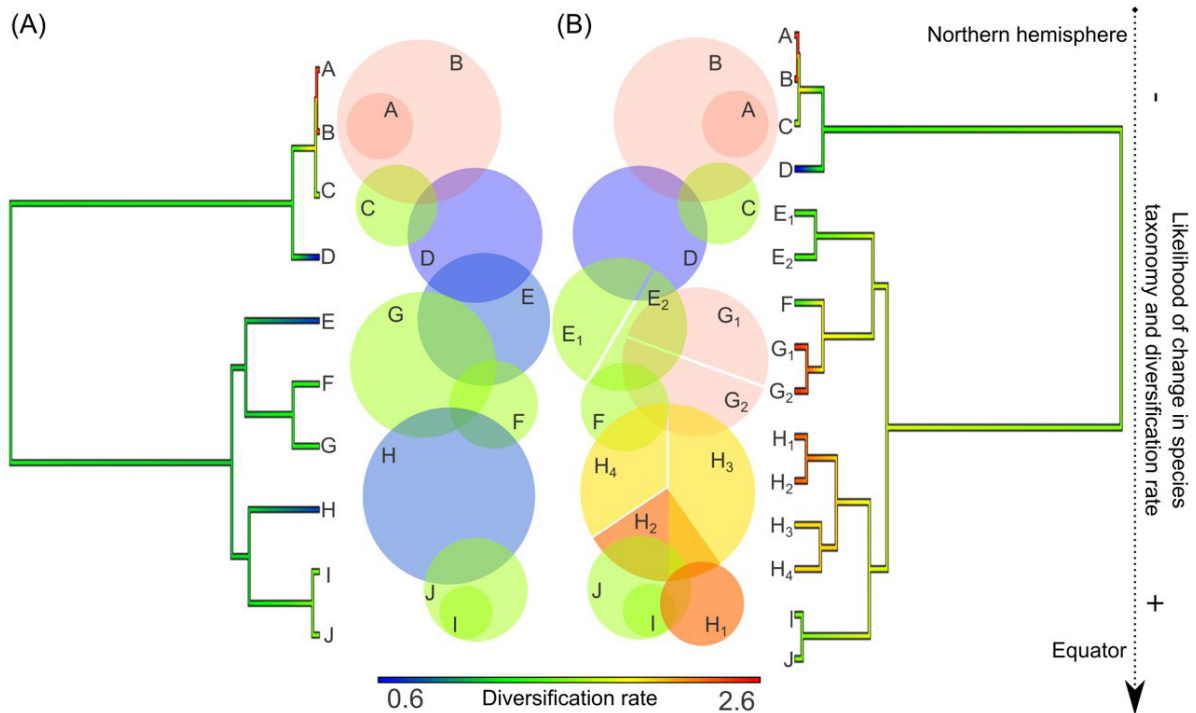 (A)
A
B
C
D
E
F
G
H
I
J
B
A
C
D
E
G
F
H
J
I
(B)
B
A
C
D
E1
E2
G1
G2
F
H4
H3
H2
J
I
H1
A
B
C
D
E1
E2
F
G1
G2
H1
H2
H3
H4
I
J
Northern hemisphere
-
Likelihood of change in species
taxonomy and diversification rate
+
Equator
0.6
Diversification rate
2.6